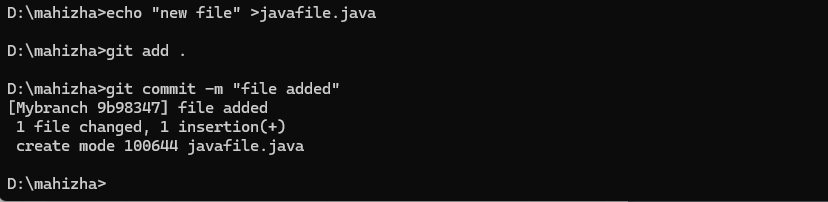 D:\mahizha>echo "new file" >javafile.java
D:\mahizha>git add .
D:\mahizha>git commit -m "file added"
[Mybranch 9b98347] file added
1 file changed, 1 insertion(+)
create mode 100644 javafile.java
D:\mahizha>